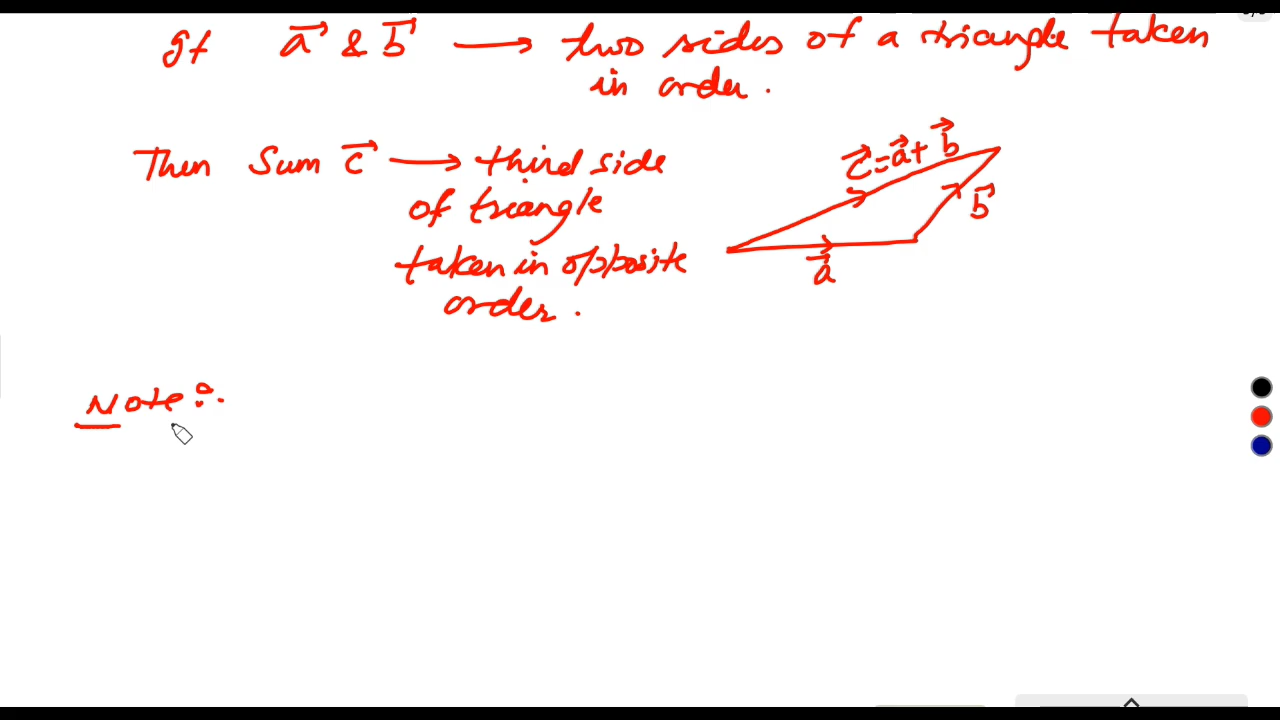 If a⃗ & b⃗ ⟶ two sides of a triangle taken
in order.
Then Sum c⃗ ⟶ third side
of triangle
taken in opposite
order.
c⃗ = a⃗ + b⃗
b⃗
a⃗
Note :-